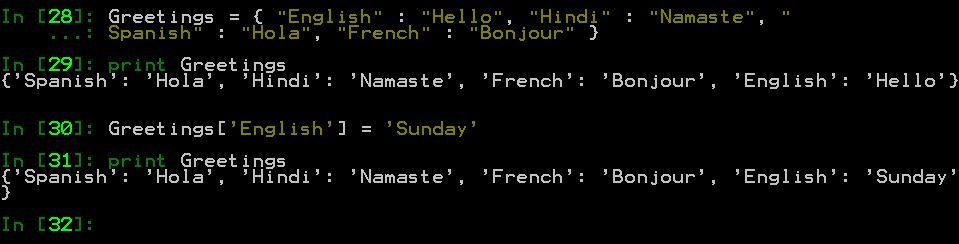 In [28]: Greetings = { "English" : "Hello", "Hindi" : "Namaste", "
    ...: Spanish" : "Hola", "French" : "Bonjour" }
In [29]: print Greetings
{'Spanish': 'Hola', 'Hindi': 'Namaste', 'French': 'Bonjour', 'English': 'Hello'}
In [30]: Greetings['English'] = 'Sunday'
In [31]: print Greetings
{'Spanish': 'Hola', 'Hindi': 'Namaste', 'French': 'Bonjour', 'English': 'Sunday'
}
In [32]: